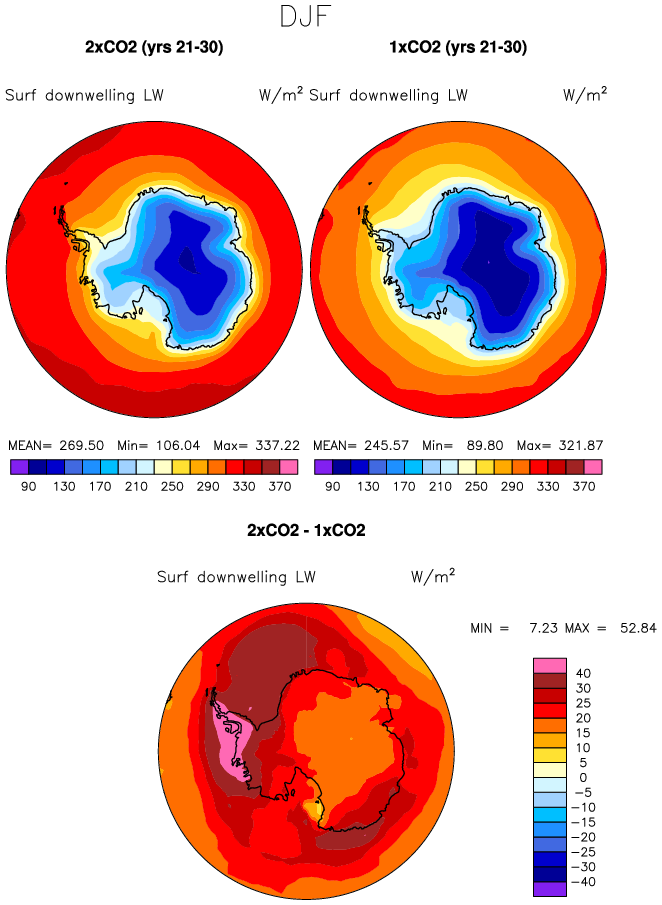 DJF
2xCO2 (yrs 21-30) 1xCO2 (yrs 21-30)
Surf downwelling LW W/m² Surf downwelling LW W/m²
MEAN= 269.50 Min= 106.04 Max= 337.22 MEAN= 245.57 Min= 89.80 Max= 321.87
90 130 170 210 250 290 330 370 90 130 170 210 250 290 330 370
2xCO2 - 1xCO2
Surf downwelling LW W/m²
MIN = 7.23 MAX = 52.84
40
30
25
20
15
10
5
0
−5
−10
−15
−20
−25
−30
−40